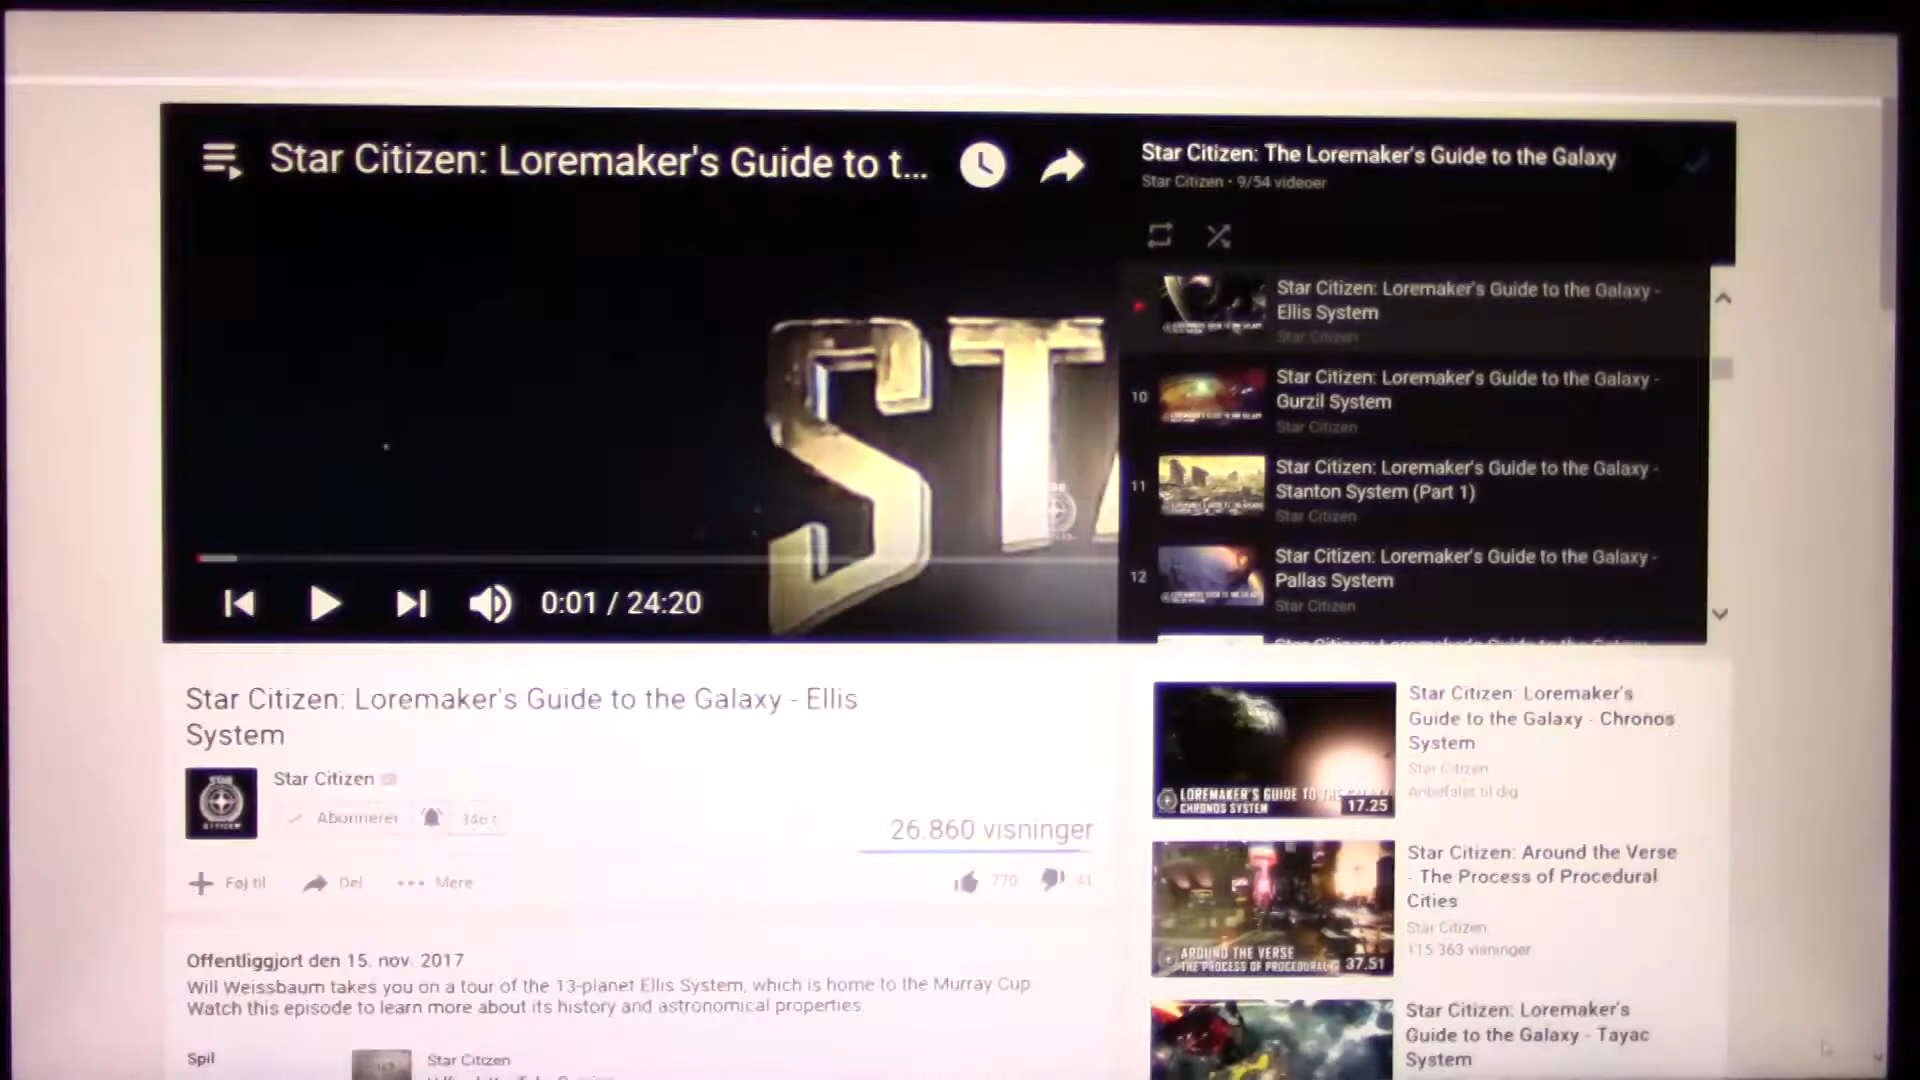 Star Citizen: Loremaker's Guide to t...
Star Citizen: The Loremaker's Guide to the Galaxy
Star Citizen • 9/54 videoer
Star Citizen: Loremaker's Guide to the Galaxy -
Ellis System
Star Citizen
10
Star Citizen: Loremaker's Guide to the Galaxy -
Gurzil System
Star Citizen
11
Star Citizen: Loremaker's Guide to the Galaxy -
Stanton System (Part 1)
Star Citizen
12
Star Citizen: Loremaker's Guide to the Galaxy -
Pallas System
Star Citizen
ST
0:01 / 24:20
Star Citizen: Loremaker's Guide to the Galaxy - Ellis
System
Star Citizen
Abonnerer
26.860 visninger
Føj til
Del
Mere
770
Offentliggjort den 15. nov. 2017
Will Weissbaum takes you on a tour of the 13-planet Ellis System, which is home to the Murray Cup.
Watch this episode to learn more about its history and astronomical properties.
Spil
Star Citizen
LOREMAKER'S GUIDE TO
CHRONOS SYSTEM
17.25
Star Citizen: Loremaker's
Guide to the Galaxy - Chronos
System
Star Citizen
Anbefalet til dig
AROUND THE VERSE
THE PROCESS OF PROCEDURAL
37.51
Star Citizen: Around the Verse
- The Process of Procedural
Cities
Star Citizen
115.363 visninger
Star Citizen: Loremaker's
Guide to the Galaxy - Tayac
System